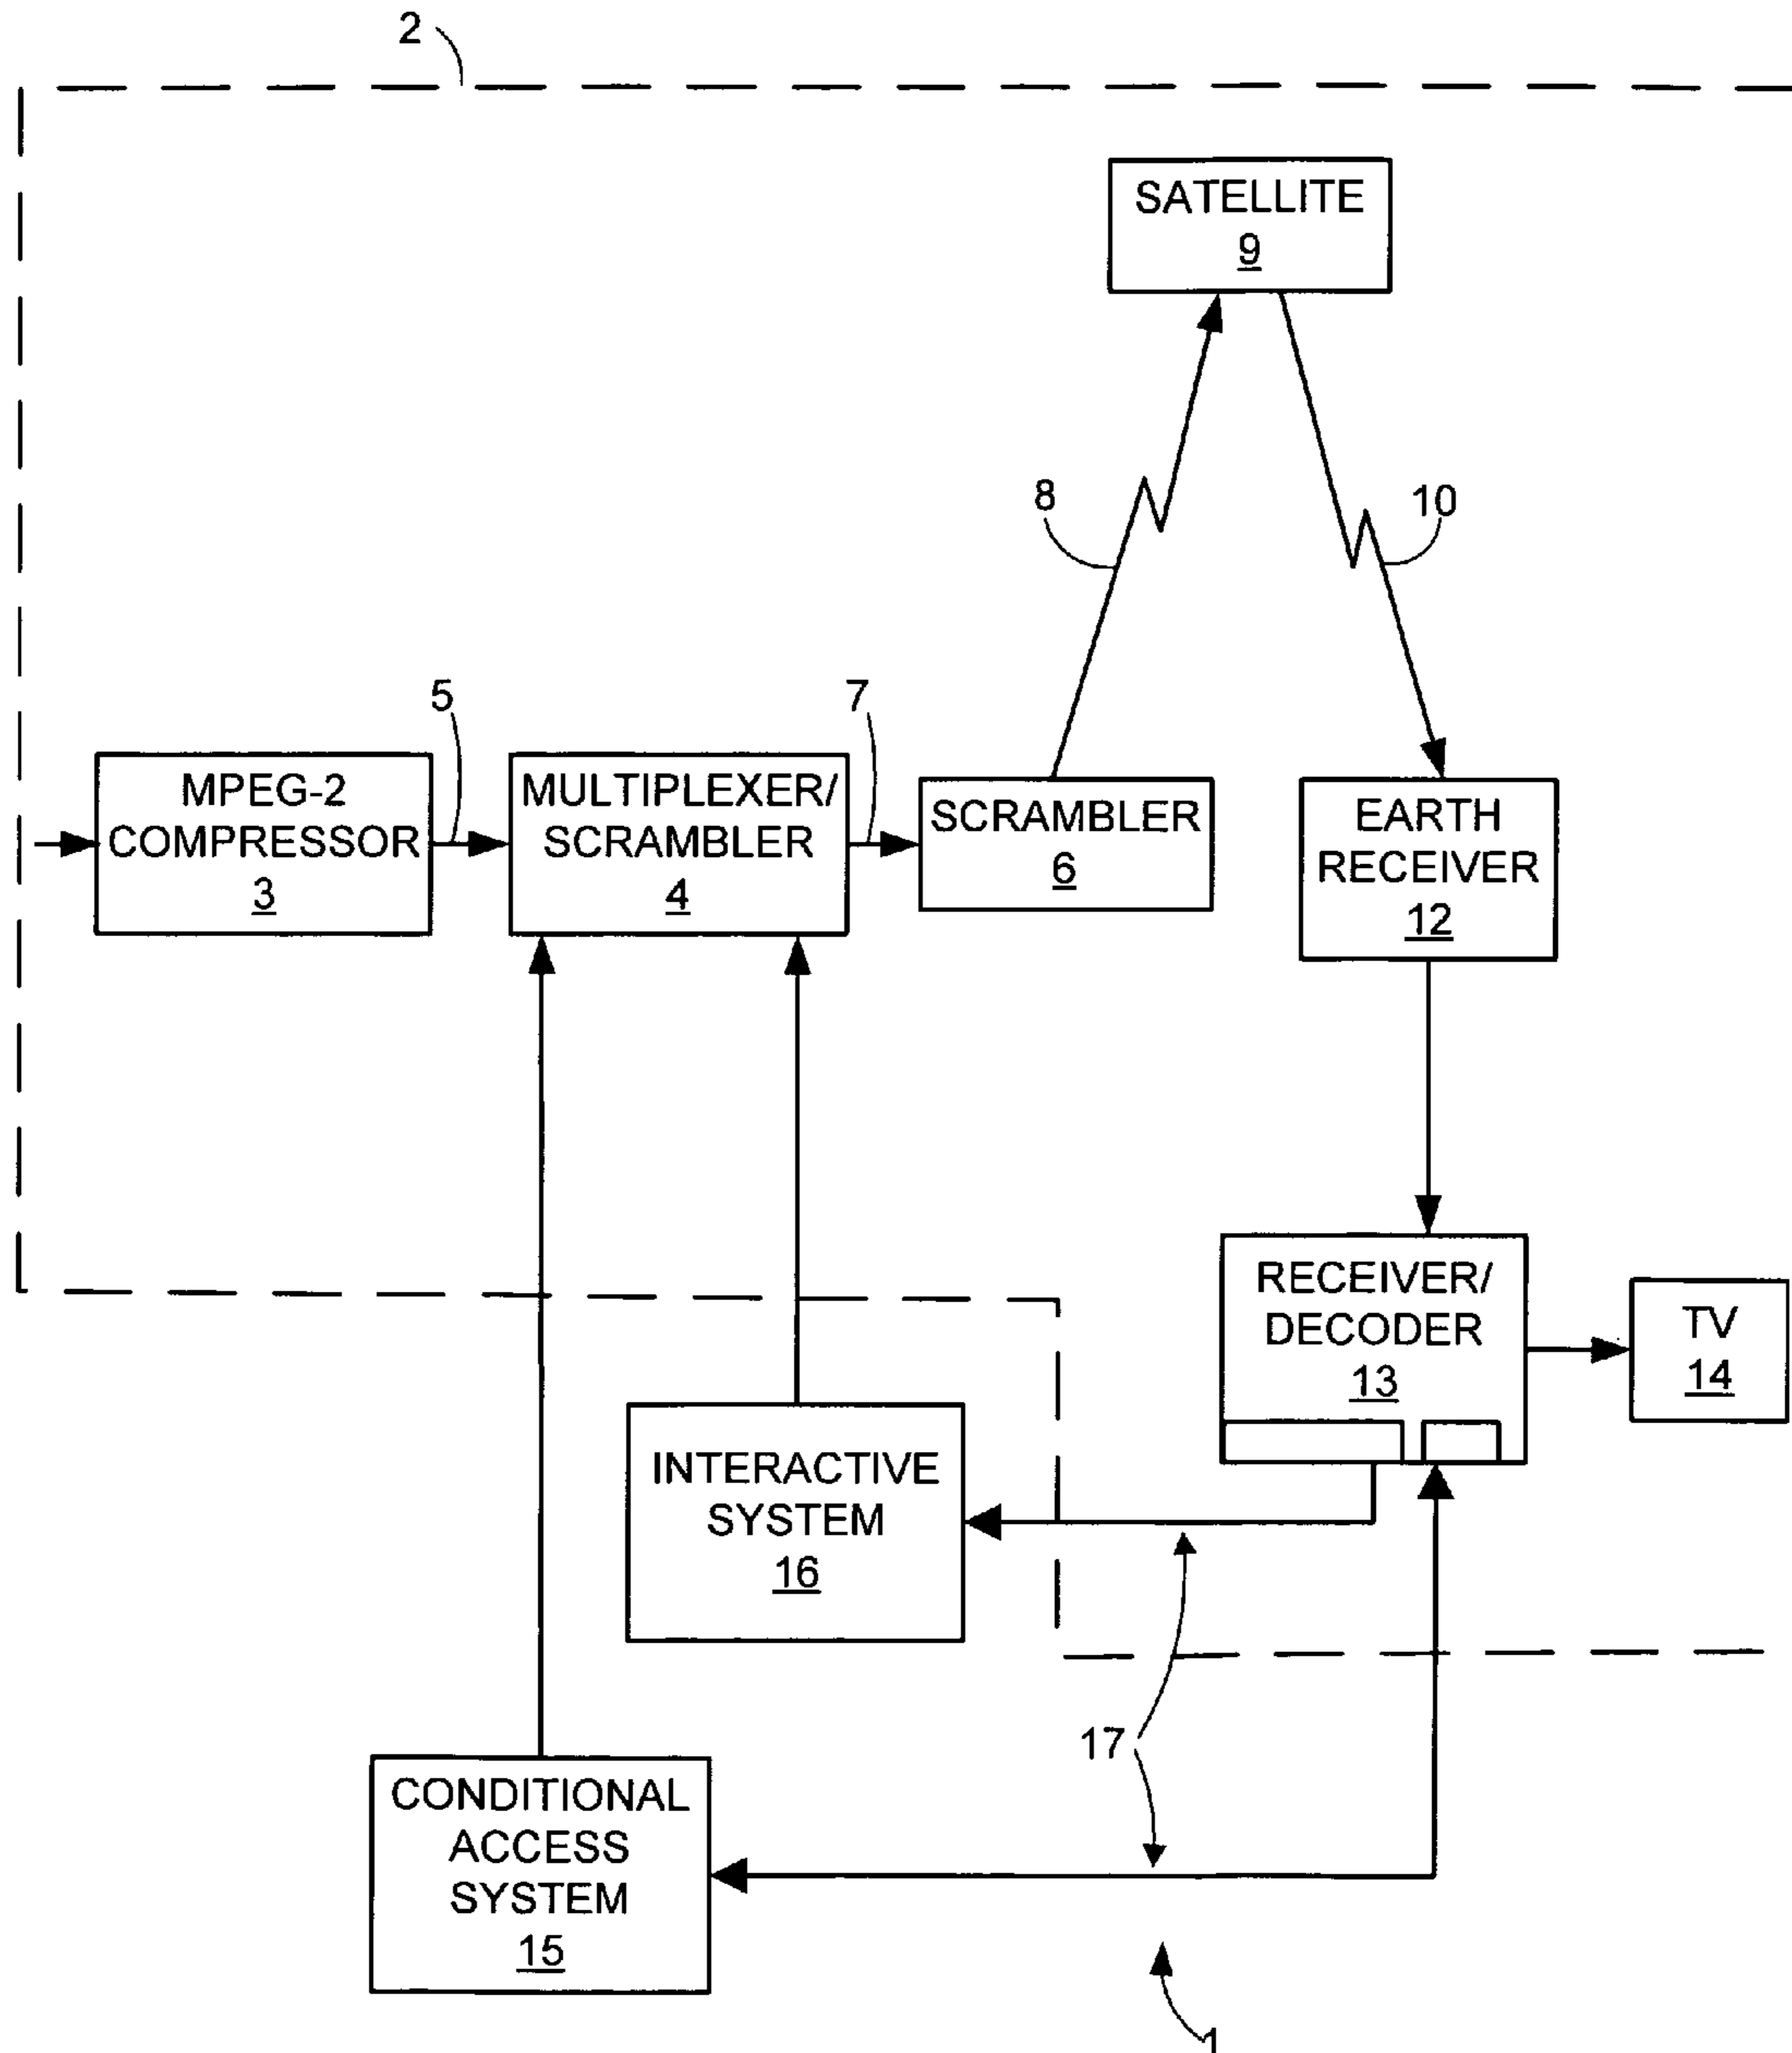 2
SATELLITE
9
8
10
5
7
MPEG-2
COMPRESSOR
3
MULTIPLEXER/
SCRAMBLER
4
SCRAMBLER
6
EARTH
RECEIVER
12
RECEIVER/
DECODER
13
TV
14
INTERACTIVE
SYSTEM
16
17
CONDITIONAL
ACCESS
SYSTEM
15
1